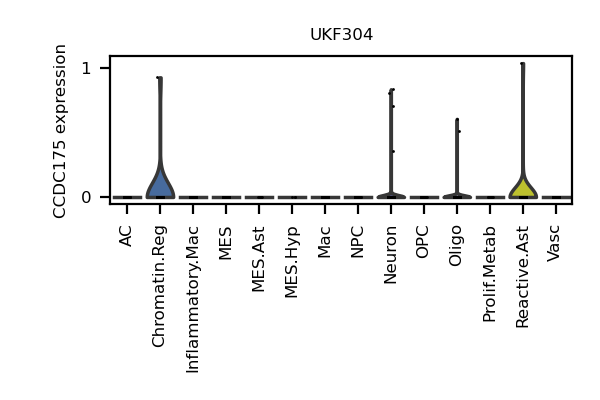 UKF304
CCDC175 expression
1
0
AC
Chromatin.Reg
Inflammatory.Mac
MES
MES.Ast
MES.Hyp
Mac
NPC
Neuron
OPC
Oligo
Prolif.Metab
Reactive.Ast
Vasc